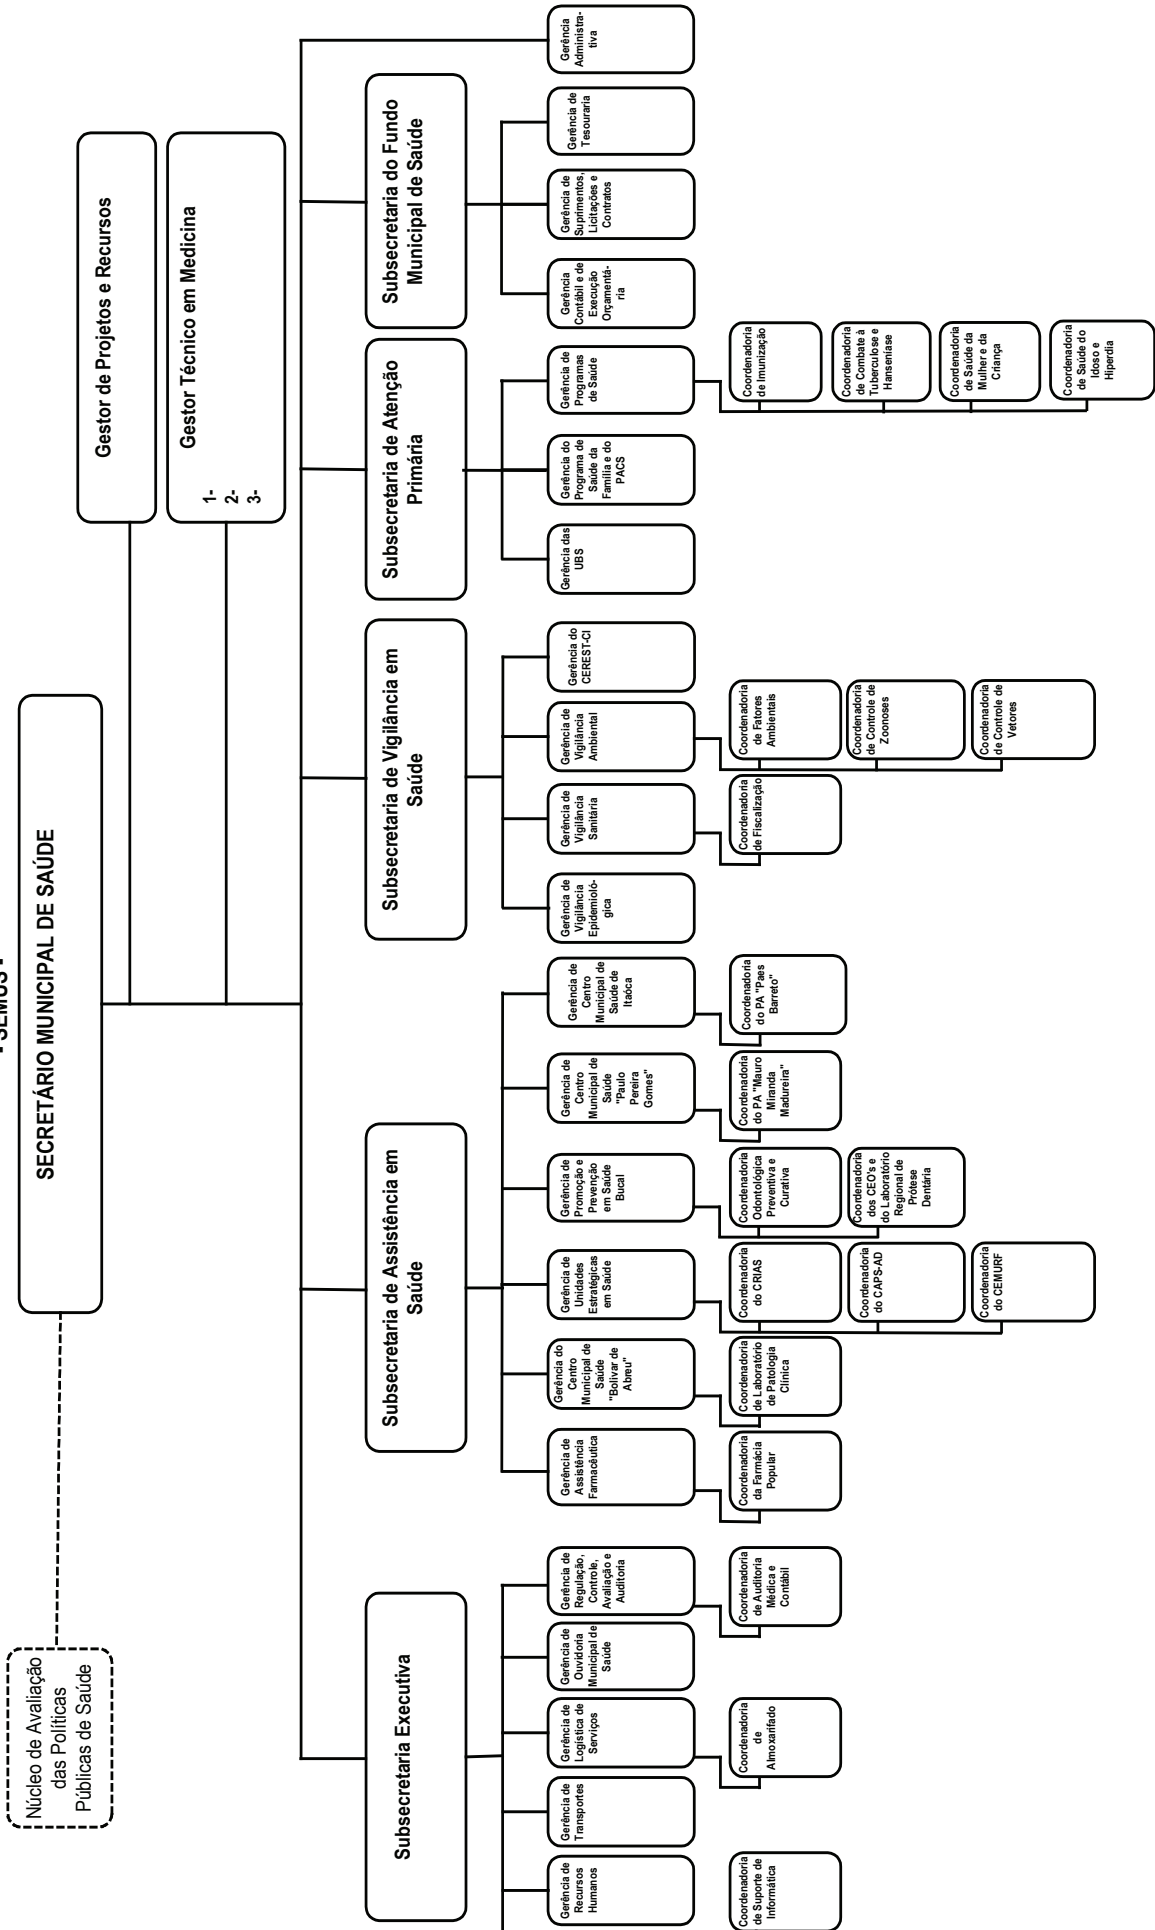 - SEMUS -
SECRETÁRIO MUNICIPAL DE SAÚDE
Núcleo de Avaliação
das Políticas
Públicas de Saúde
Gestor de Projetos e Recursos
Gestor Técnico em Medicina
1-
2-
3-
Subsecretaria Executiva
Subsecretaria de Assistência em
Saúde
Subsecretaria de Vigilância em
Saúde
Subsecretaria de Atenção
Primária
Subsecretaria do Fundo
Municipal de Saúde
Gerência de
Recursos
Humanos
Gerência de
Transportes
Gerência de
Logística de
Serviços
Gerência de
Ouvidoria
Municipal de
Saúde
Gerência de
Regulação,
Controle,
Avaliação e
Auditoria
Gerência de
Assistência
Farmacêutica
Gerência do
Centro
Municipal de
Saúde
"Bolivar de
Abreu"
Gerência de
Unidades
Estratégicas
em Saúde
Gerência de
Promoção e
Prevenção
em Saúde
Bucal
Gerência de
Centro
Municipal de
Saúde
"Paulo
Pereira
Gomes"
Gerência de
Centro
Municipal de
Saúde de
Itaóca
Gerência de
Vigilância
Epidemioló-
gica
Gerência de
Vigilância
Sanitária
Gerência de
Vigilância
Ambiental
Gerência do
CEREST-CI
Gerência das
UBS
Gerência do
Programa de
Saúde da
Família e do
PACS
Gerência de
Programas
de Saúde
Gerência
Contábil e de
Execução
Orçamentá-
ria
Gerência de
Suprimentos,
Licitações e
Contratos
Gerência de
Tesouraria
Gerência
Administra-
tiva
Coordenadoria
de Suporte de
Informática
Coordenadoria
de
Almoxarifado
Coordenadoria
de Auditoria
Médica e
Contábil
Coordenadoria
da Farmácia
Popular
Coordenadoria
de Laboratório
de Patologia
Clínica
Coordenadoria
do CRIAS
Coordenadoria
do CAPS-AD
Coordenadoria
do CEMURF
Coordenadoria
Odontológica
Preventiva e
Curativa
Coordenadoria
dos CEO's e
do Laboratório
Regional de
Prótese
Dentária
Coordenadoria
do PA "Mauro
Miranda
Madureira"
Coordenadoria
do PA "Paes
Barreto"
Coordenadoria
de Fiscalização
Coordenadoria
de Fatores
Ambientais
Coordenadoria
de Controle de
Zoonoses
Coordenadoria
de Controle de
Vetores
Coordenadoria
de Imunização
Coordenadoria
de Combate à
Tuberculose e
Hanseníase
Coordenadoria
de Saúde da
Mulher e da
Criança
Coordenadoria
de Saúde do
Idoso e
Hiperdia